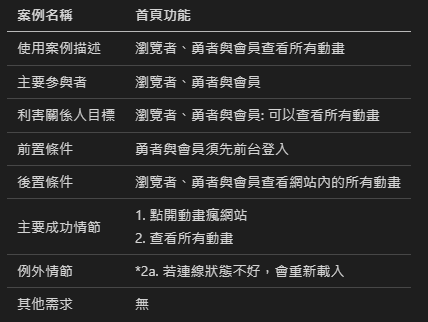 案例名稱 首頁功能
使用案例描述 瀏覽者、勇者與會員查看所有動畫
主要參與者 瀏覽者、勇者與會員
利害關係人目標 瀏覽者、勇者與會員: 可以查看所有動畫
前置條件 勇者與會員須先前台登入
後置條件 瀏覽者、勇者與會員查看網站內的所有動畫
主要成功情節 1. 點開動畫瘋網站
2. 查看所有動畫
例外情節 *2a. 若連線狀態不好，會重新載入
其他需求 無